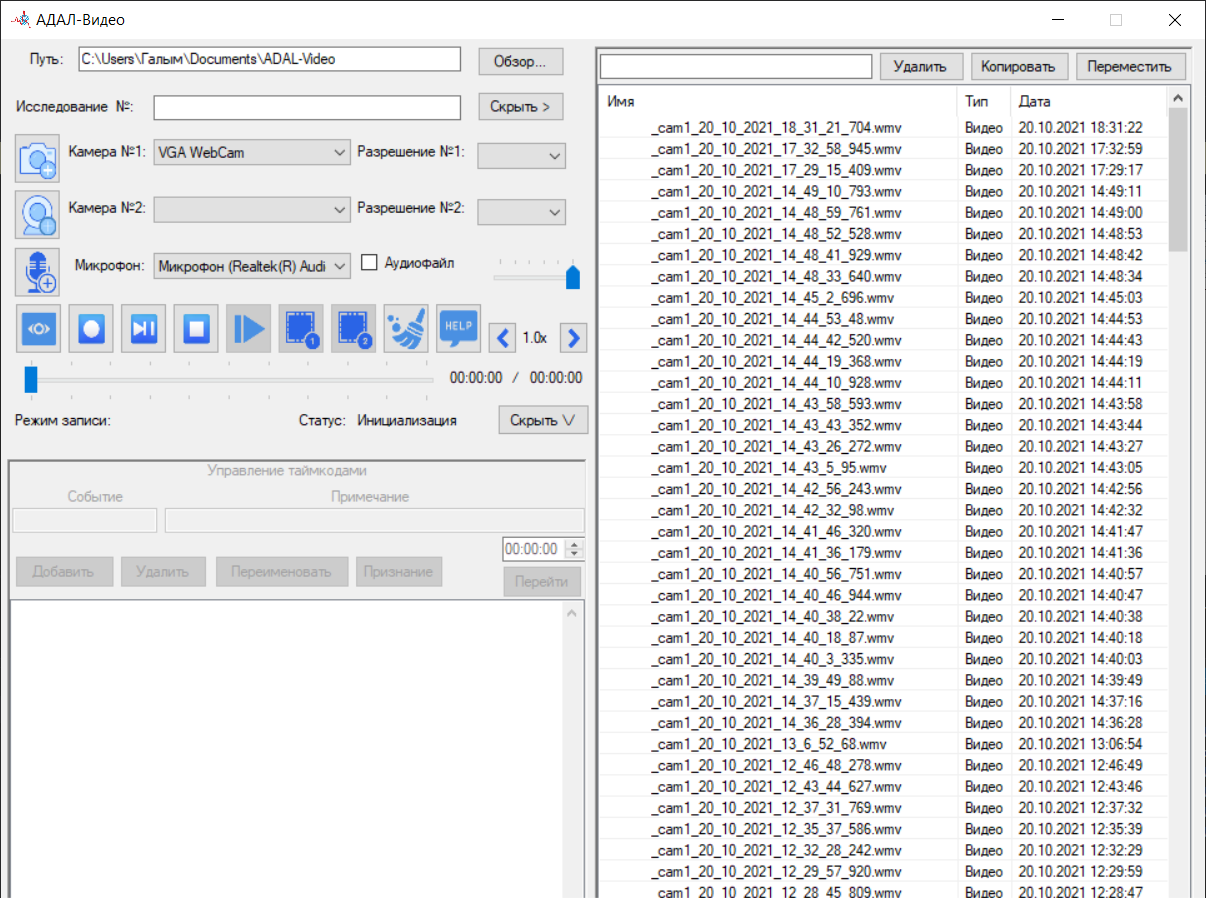 АДАЛ-Видео
Путь: C:\Users\Галым\Documents\ADAL-Video Обзор...
Исследование №: Скрыть >
Камера №1: VGA WebCam Разрешение №1:
Камера №2: Разрешение №2:
Микрофон: Микрофон (Realtek(R) Audi Аудиофайл
1 2 HELP 1.0x
00:00:00 / 00:00:00
Режим записи: Статус: Инициализация Скрыть \/
Управление таймкодами
Событие Примечание
00:00:00
Добавить Удалить Переименовать Признание Перейти
Удалить Копировать Переместить
Имя Тип Дата
_cam1_20_10_2021_18_31_21_704.wmv Видео 20.10.2021 18:31:22
_cam1_20_10_2021_17_32_58_945.wmv Видео 20.10.2021 17:32:59
_cam1_20_10_2021_17_29_15_409.wmv Видео 20.10.2021 17:29:17
_cam1_20_10_2021_14_49_10_793.wmv Видео 20.10.2021 14:49:11
_cam1_20_10_2021_14_48_59_761.wmv Видео 20.10.2021 14:49:00
_cam1_20_10_2021_14_48_52_528.wmv Видео 20.10.2021 14:48:53
_cam1_20_10_2021_14_48_41_929.wmv Видео 20.10.2021 14:48:42
_cam1_20_10_2021_14_48_33_640.wmv Видео 20.10.2021 14:48:34
_cam1_20_10_2021_14_45_2_696.wmv Видео 20.10.2021 14:45:03
_cam1_20_10_2021_14_44_53_48.wmv Видео 20.10.2021 14:44:53
_cam1_20_10_2021_14_44_42_520.wmv Видео 20.10.2021 14:44:43
_cam1_20_10_2021_14_44_19_368.wmv Видео 20.10.2021 14:44:19
_cam1_20_10_2021_14_44_10_928.wmv Видео 20.10.2021 14:44:11
_cam1_20_10_2021_14_43_58_593.wmv Видео 20.10.2021 14:43:58
_cam1_20_10_2021_14_43_43_352.wmv Видео 20.10.2021 14:43:44
_cam1_20_10_2021_14_43_26_272.wmv Видео 20.10.2021 14:43:27
_cam1_20_10_2021_14_43_5_95.wmv Видео 20.10.2021 14:43:05
_cam1_20_10_2021_14_42_56_243.wmv Видео 20.10.2021 14:42:56
_cam1_20_10_2021_14_42_32_98.wmv Видео 20.10.2021 14:42:32
_cam1_20_10_2021_14_41_46_320.wmv Видео 20.10.2021 14:41:47
_cam1_20_10_2021_14_41_36_179.wmv Видео 20.10.2021 14:41:36
_cam1_20_10_2021_14_40_56_751.wmv Видео 20.10.2021 14:40:57
_cam1_20_10_2021_14_40_46_944.wmv Видео 20.10.2021 14:40:47
_cam1_20_10_2021_14_40_38_22.wmv Видео 20.10.2021 14:40:38
_cam1_20_10_2021_14_40_18_87.wmv Видео 20.10.2021 14:40:18
_cam1_20_10_2021_14_40_3_335.wmv Видео 20.10.2021 14:40:03
_cam1_20_10_2021_14_39_49_88.wmv Видео 20.10.2021 14:39:49
_cam1_20_10_2021_14_37_15_439.wmv Видео 20.10.2021 14:37:16
_cam1_20_10_2021_14_36_28_394.wmv Видео 20.10.2021 14:36:28
_cam1_20_10_2021_13_6_52_68.wmv Видео 20.10.2021 13:06:54
_cam1_20_10_2021_12_46_48_278.wmv Видео 20.10.2021 12:46:49
_cam1_20_10_2021_12_43_44_627.wmv Видео 20.10.2021 12:43:46
_cam1_20_10_2021_12_37_31_769.wmv Видео 20.10.2021 12:37:32
_cam1_20_10_2021_12_35_37_586.wmv Видео 20.10.2021 12:35:39
_cam1_20_10_2021_12_32_28_242.wmv Видео 20.10.2021 12:32:29
_cam1_20_10_2021_12_29_57_920.wmv Видео 20.10.2021 12:29:59
_cam1_20_10_2021_12_28_45_809.wmv Видео 20.10.2021 12:28:47